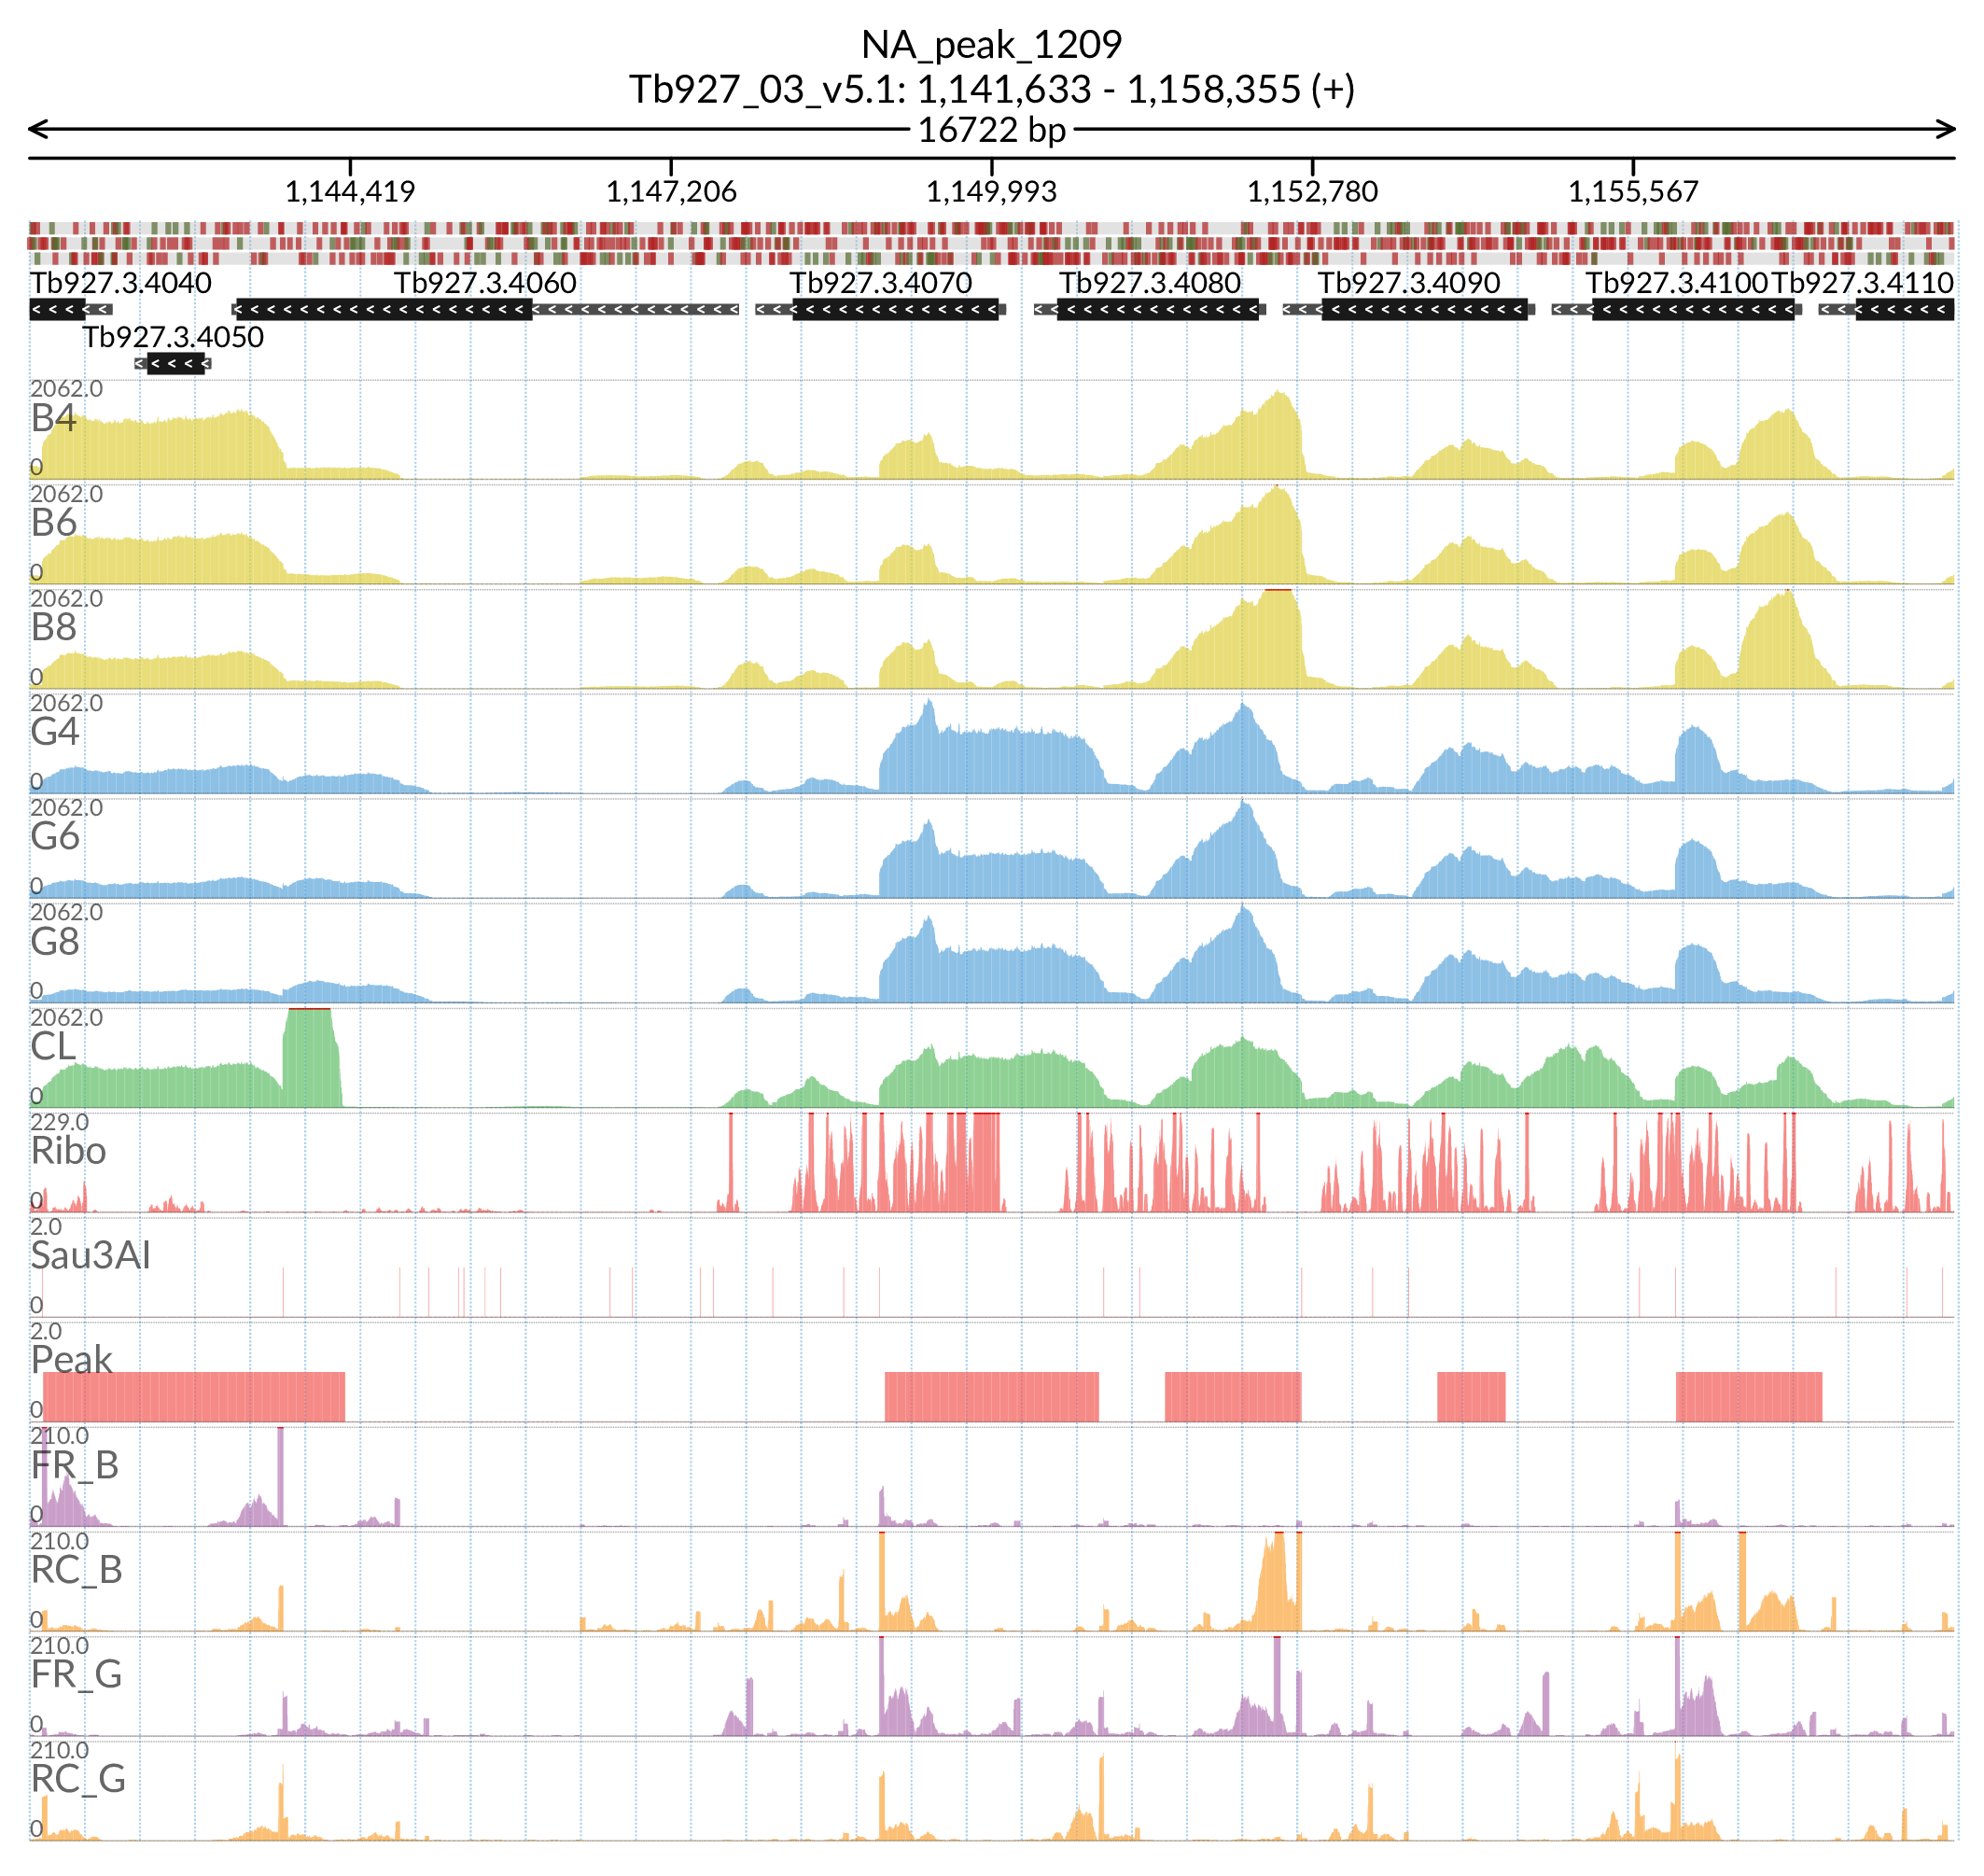 NA_peak_1209
Tb927_03_v5.1: 1,141,633 - 1,158,355 (+)
16722 bp
1,144,419 1,147,206 1,149,993 1,152,780 1,155,567
Tb927.3.4040 Tb927.3.4060 Tb927.3.4070 Tb927.3.4080 Tb927.3.4090 Tb927.3.4100 Tb927.3.4110
Tb927.3.4050
2062.0
B4
0
2062.0
B6
0
2062.0
B8
0
2062.0
G4
0
2062.0
G6
0
2062.0
G8
0
2062.0
CL
0
229.0
Ribo
0
2.0
Sau3AI
0
2.0
Peak
0
210.0
FR_B
0
210.0
RC_B
0
210.0
FR_G
0
210.0
RC_G
0